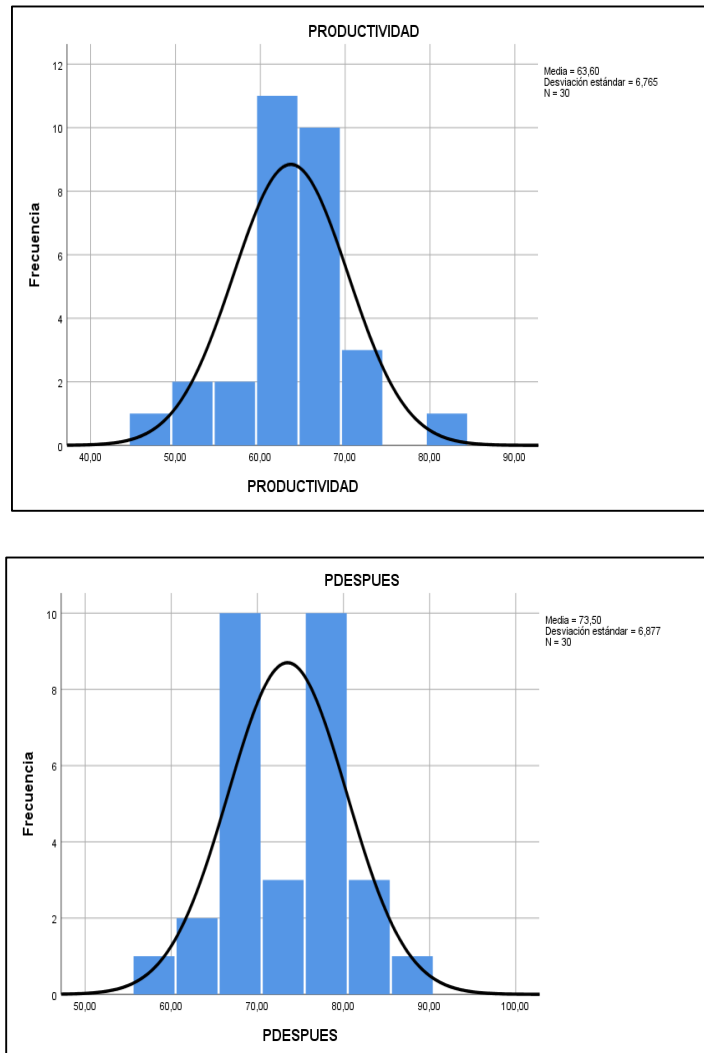 PRODUCTIVIDAD
Media = 63,60
Desviación estándar = 6,765
N = 30
Frecuencia
12
10
8
6
4
2
0
40,00 50,00 60,00 70,00 80,00 90,00
PRODUCTIVIDAD
PDESPUES
Media = 73,50
Desviación estándar = 6,877
N = 30
Frecuencia
10
8
6
4
2
0
50,00 60,00 70,00 80,00 90,00 100,00
PDESPUES